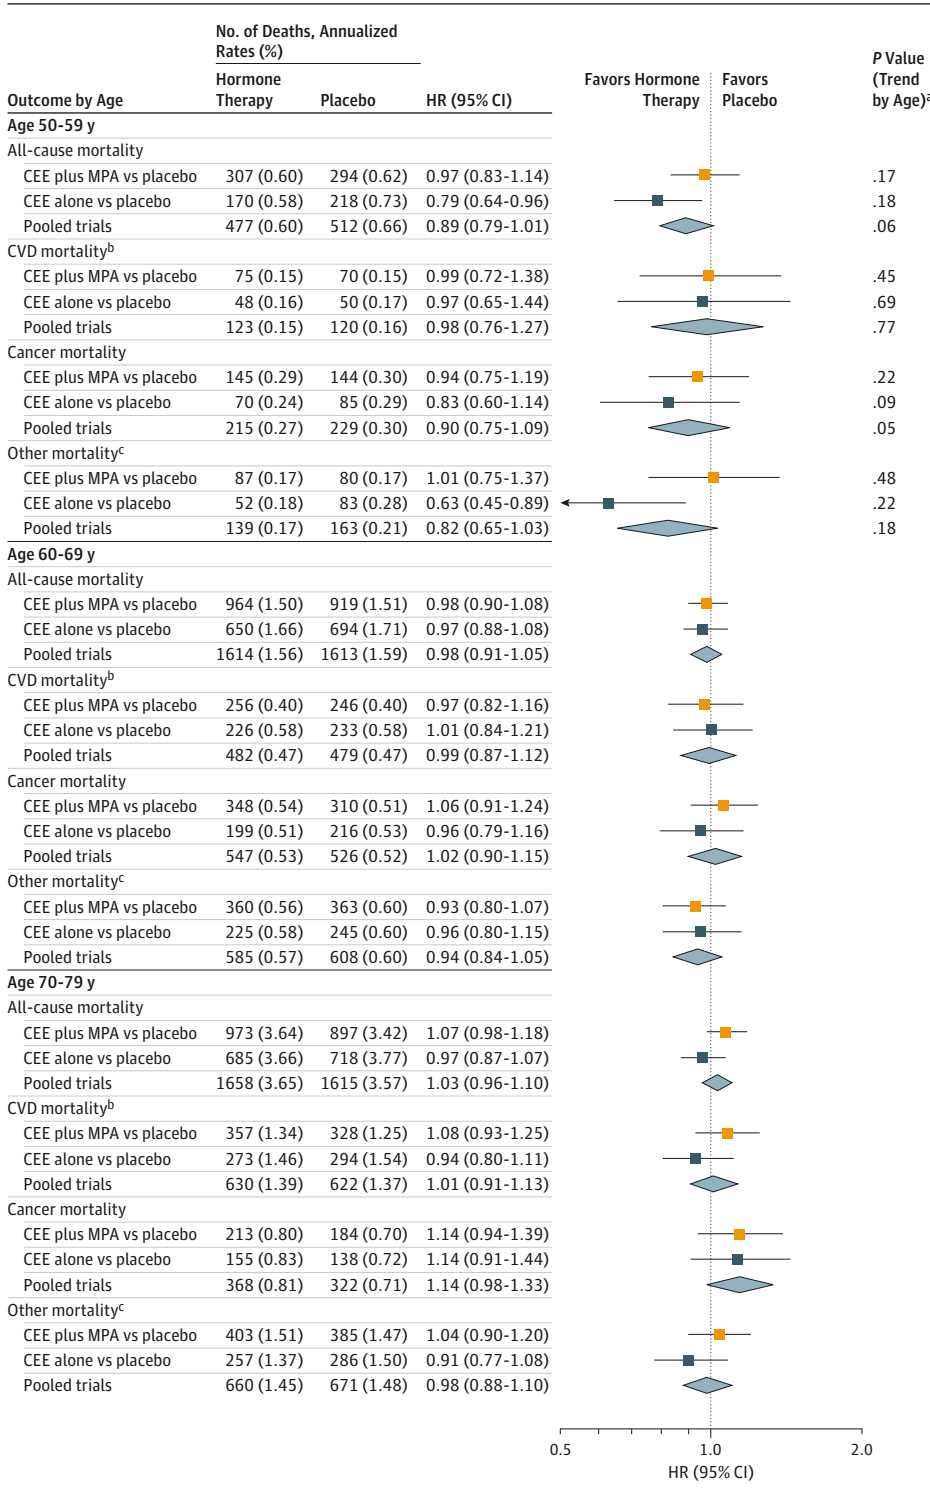 No. of Deaths, Annualized
Rates (%)
P Value
(Trend
by Age)a
Hormone
Therapy
Favors Hormone
Therapy
Favors
Placebo
Outcome by Age Placebo HR (95% CI)
Age 50-59 y
All-cause mortality
CEE plus MPA vs placebo 307 (0.60) 294 (0.62) 0.97 (0.83-1.14) .17
CEE alone vs placebo 170 (0.58) 218 (0.73) 0.79 (0.64-0.96) .18
Pooled trials 477 (0.60) 512 (0.66) 0.89 (0.79-1.01) .06
CVD mortalityb
CEE plus MPA vs placebo 75 (0.15) 70 (0.15) 0.99 (0.72-1.38) .45
CEE alone vs placebo 48 (0.16) 50 (0.17) 0.97 (0.65-1.44) .69
Pooled trials 123 (0.15) 120 (0.16) 0.98 (0.76-1.27) .77
Cancer mortality
CEE plus MPA vs placebo 145 (0.29) 144 (0.30) 0.94 (0.75-1.19) .22
CEE alone vs placebo 70 (0.24) 85 (0.29) 0.83 (0.60-1.14) .09
Pooled trials 215 (0.27) 229 (0.30) 0.90 (0.75-1.09) .05
Other mortalityc
CEE plus MPA vs placebo 87 (0.17) 80 (0.17) 1.01 (0.75-1.37) .48
CEE alone vs placebo 52 (0.18) 83 (0.28) 0.63 (0.45-0.89) .22
Pooled trials 139 (0.17) 163 (0.21) 0.82 (0.65-1.03) .18
Age 60-69 y
All-cause mortality
CEE plus MPA vs placebo 964 (1.50) 919 (1.51) 0.98 (0.90-1.08)
CEE alone vs placebo 650 (1.66) 694 (1.71) 0.97 (0.88-1.08)
Pooled trials 1614 (1.56) 1613 (1.59) 0.98 (0.91-1.05)
CVD mortalityb
CEE plus MPA vs placebo 256 (0.40) 246 (0.40) 0.97 (0.82-1.16)
CEE alone vs placebo 226 (0.58) 233 (0.58) 1.01 (0.84-1.21)
Pooled trials 482 (0.47) 479 (0.47) 0.99 (0.87-1.12)
Cancer mortality
CEE plus MPA vs placebo 348 (0.54) 310 (0.51) 1.06 (0.91-1.24)
CEE alone vs placebo 199 (0.51) 216 (0.53) 0.96 (0.79-1.16)
Pooled trials 547 (0.53) 526 (0.52) 1.02 (0.90-1.15)
Other mortalityc
CEE plus MPA vs placebo 360 (0.56) 363 (0.60) 0.93 (0.80-1.07)
CEE alone vs placebo 225 (0.58) 245 (0.60) 0.96 (0.80-1.15)
Pooled trials 585 (0.57) 608 (0.60) 0.94 (0.84-1.05)
Age 70-79 y
All-cause mortality
CEE plus MPA vs placebo 973 (3.64) 897 (3.42) 1.07 (0.98-1.18)
CEE alone vs placebo 685 (3.66) 718 (3.77) 0.97 (0.87-1.07)
Pooled trials 1658 (3.65) 1615 (3.57) 1.03 (0.96-1.10)
CVD mortalityb
CEE plus MPA vs placebo 357 (1.34) 328 (1.25) 1.08 (0.93-1.25)
CEE alone vs placebo 273 (1.46) 294 (1.54) 0.94 (0.80-1.11)
Pooled trials 630 (1.39) 622 (1.37) 1.01 (0.91-1.13)
Cancer mortality
CEE plus MPA vs placebo 213 (0.80) 184 (0.70) 1.14 (0.94-1.39)
CEE alone vs placebo 155 (0.83) 138 (0.72) 1.14 (0.91-1.44)
Pooled trials 368 (0.81) 322 (0.71) 1.14 (0.98-1.33)
Other mortalityc
CEE plus MPA vs placebo 403 (1.51) 385 (1.47) 1.04 (0.90-1.20)
CEE alone vs placebo 257 (1.37) 286 (1.50) 0.91 (0.77-1.08)
Pooled trials 660 (1.45) 671 (1.48) 0.98 (0.88-1.10)
0.5 1.0 2.0
HR (95% CI)